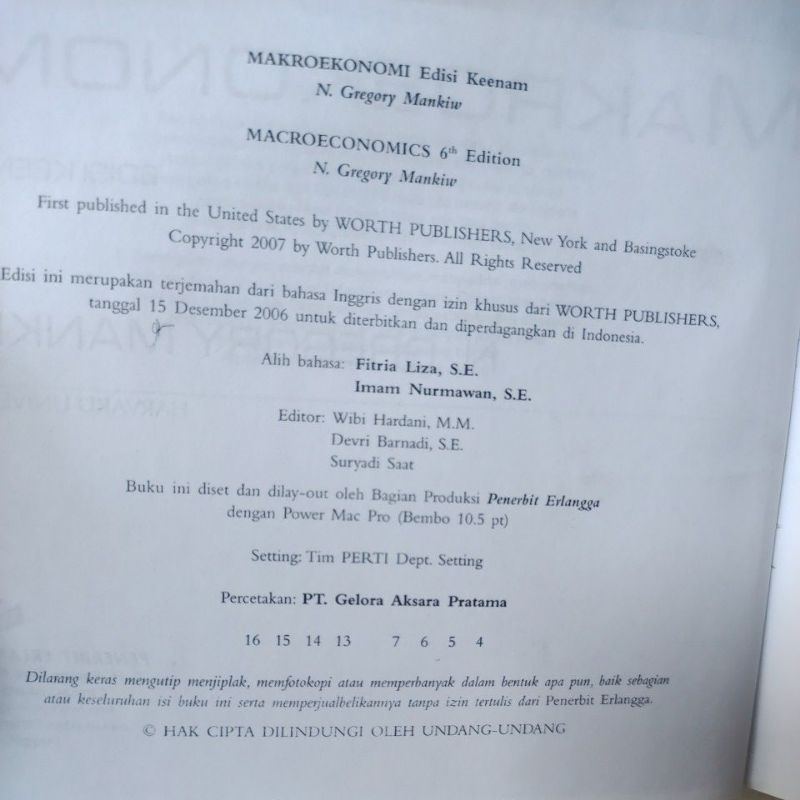 MAKROEKONOMI Edisi Keenam
N. Gregory Mankiw
MACROECONOMICS 6th Edition
N. Gregory Mankiw
First published in the United States by WORTH PUBLISHERS, New York and Basingstoke
Copyright 2007 by Worth Publishers. All Rights Reserved
Edisi ini merupakan terjemahan dari bahasa Inggris dengan izin khusus dari WORTH PUBLISHERS,
tanggal 15 Desember 2006 untuk diterbitkan dan diperdagangkan di Indonesia.
Alih bahasa: Fitria Liza, S.E.
Imam Nurmawan, S.E.
Editor: Wibi Hardani, M.M.
Devri Barnadi, S.E.
Suryadi Saat
Buku ini diset dan dilay-out oleh Bagian Produksi Penerbit Erlangga
dengan Power Mac Pro (Bembo 10.5 pt)
Setting: Tim PERTI Dept. Setting
Percetakan: PT. Gelora Aksara Pratama
16 15 14 13 7 6 5 4
Dilarang keras mengutip menjiplak, memfotokopi atau memperbanyak dalam bentuk apa pun, baik sebagian
atau keseluruhan isi buku ini serta memperjualbelikannya tanpa izin tertulis dari Penerbit Erlangga.
© HAK CIPTA DILINDUNGI OLEH UNDANG-UNDANG